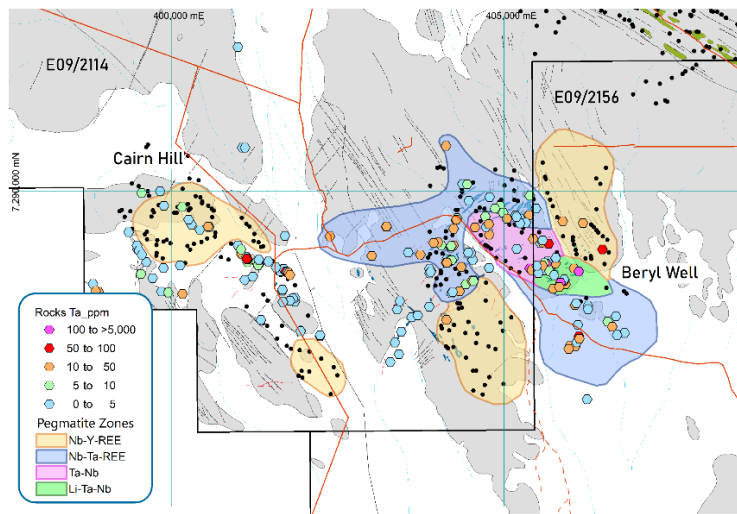 400,000 mE
405,000 mE
E09/2114
E09/2156
Cairn Hill
7,290,000 mN
Beryl Well
Rocks Ta_ppm
100 to >5,000
50 to 100
10 to 50
5 to 10
0 to 5
Pegmatite Zones
Nb-Y-REE
Nb-Ta-REE
Ta-Nb
Li-Ta-Nb